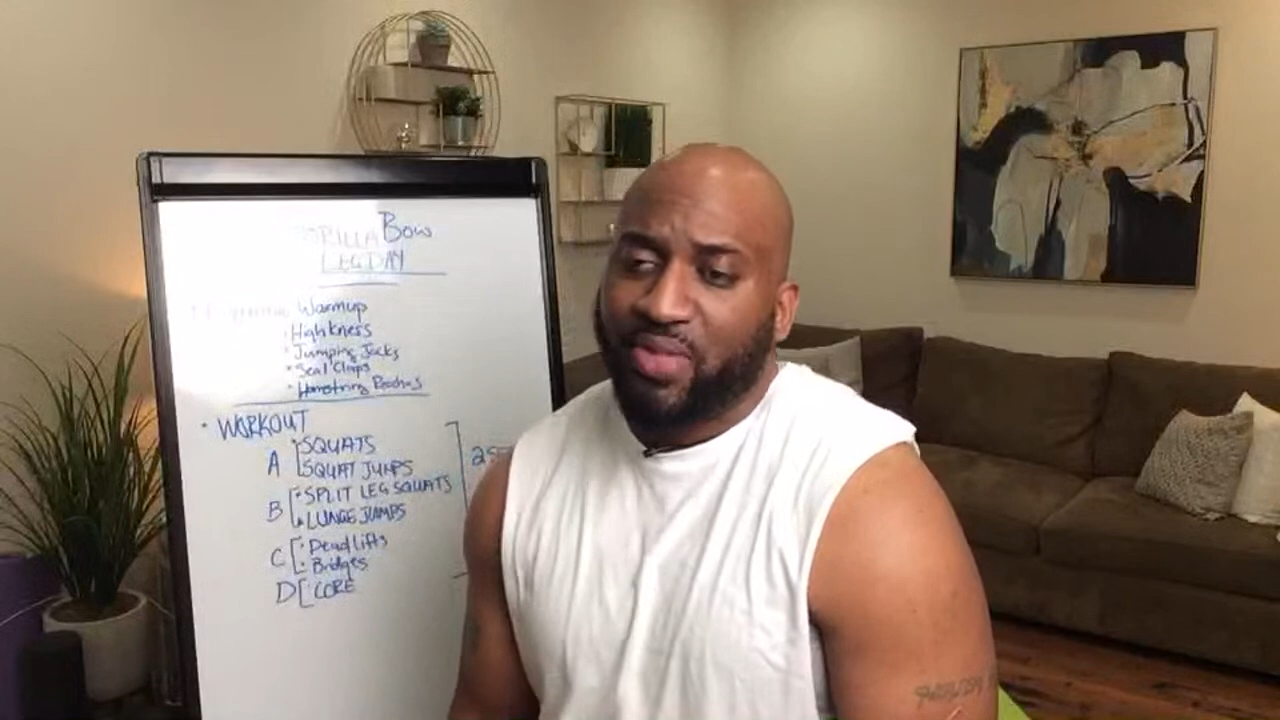 Bow
LEG DAY
Warmup
• High knees
• Jumping Jacks
• Seal Claps
• Hamstring Reaches
• WORKOUT
A [• SQUATS
SQUAT JUMPS
B [• SPLIT LEG SQUATS
• LUNGE JUMPS
C [• Deadlifts
• Bridges
D [• CORE